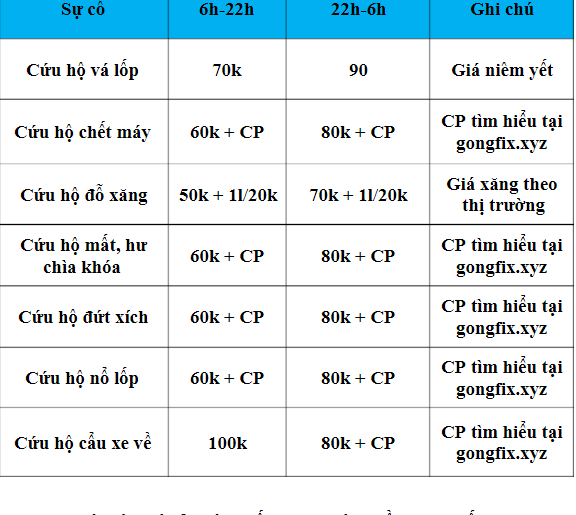 Sự cố 6h-22h 22h-6h Ghi chú
Cứu hộ vá lốp 70k 90 Giá niêm yết
Cứu hộ chết máy 60k + CP 80k + CP CP tìm hiểu tại
gongfix.xyz
Cứu hộ đỗ xăng 50k + 1l/20k 70k + 1l/20k Giá xăng theo
thị trường
Cứu hộ mất, hư
chìa khóa 60k + CP 80k + CP CP tìm hiểu tại
gongfix.xyz
Cứu hộ đứt xích 60k + CP 80k + CP CP tìm hiểu tại
gongfix.xyz
Cứu hộ nổ lốp 60k + CP 80k + CP CP tìm hiểu tại
gongfix.xyz
Cứu hộ cẩu xe về 100k 80k + CP CP tìm hiểu tại
gongfix.xyz